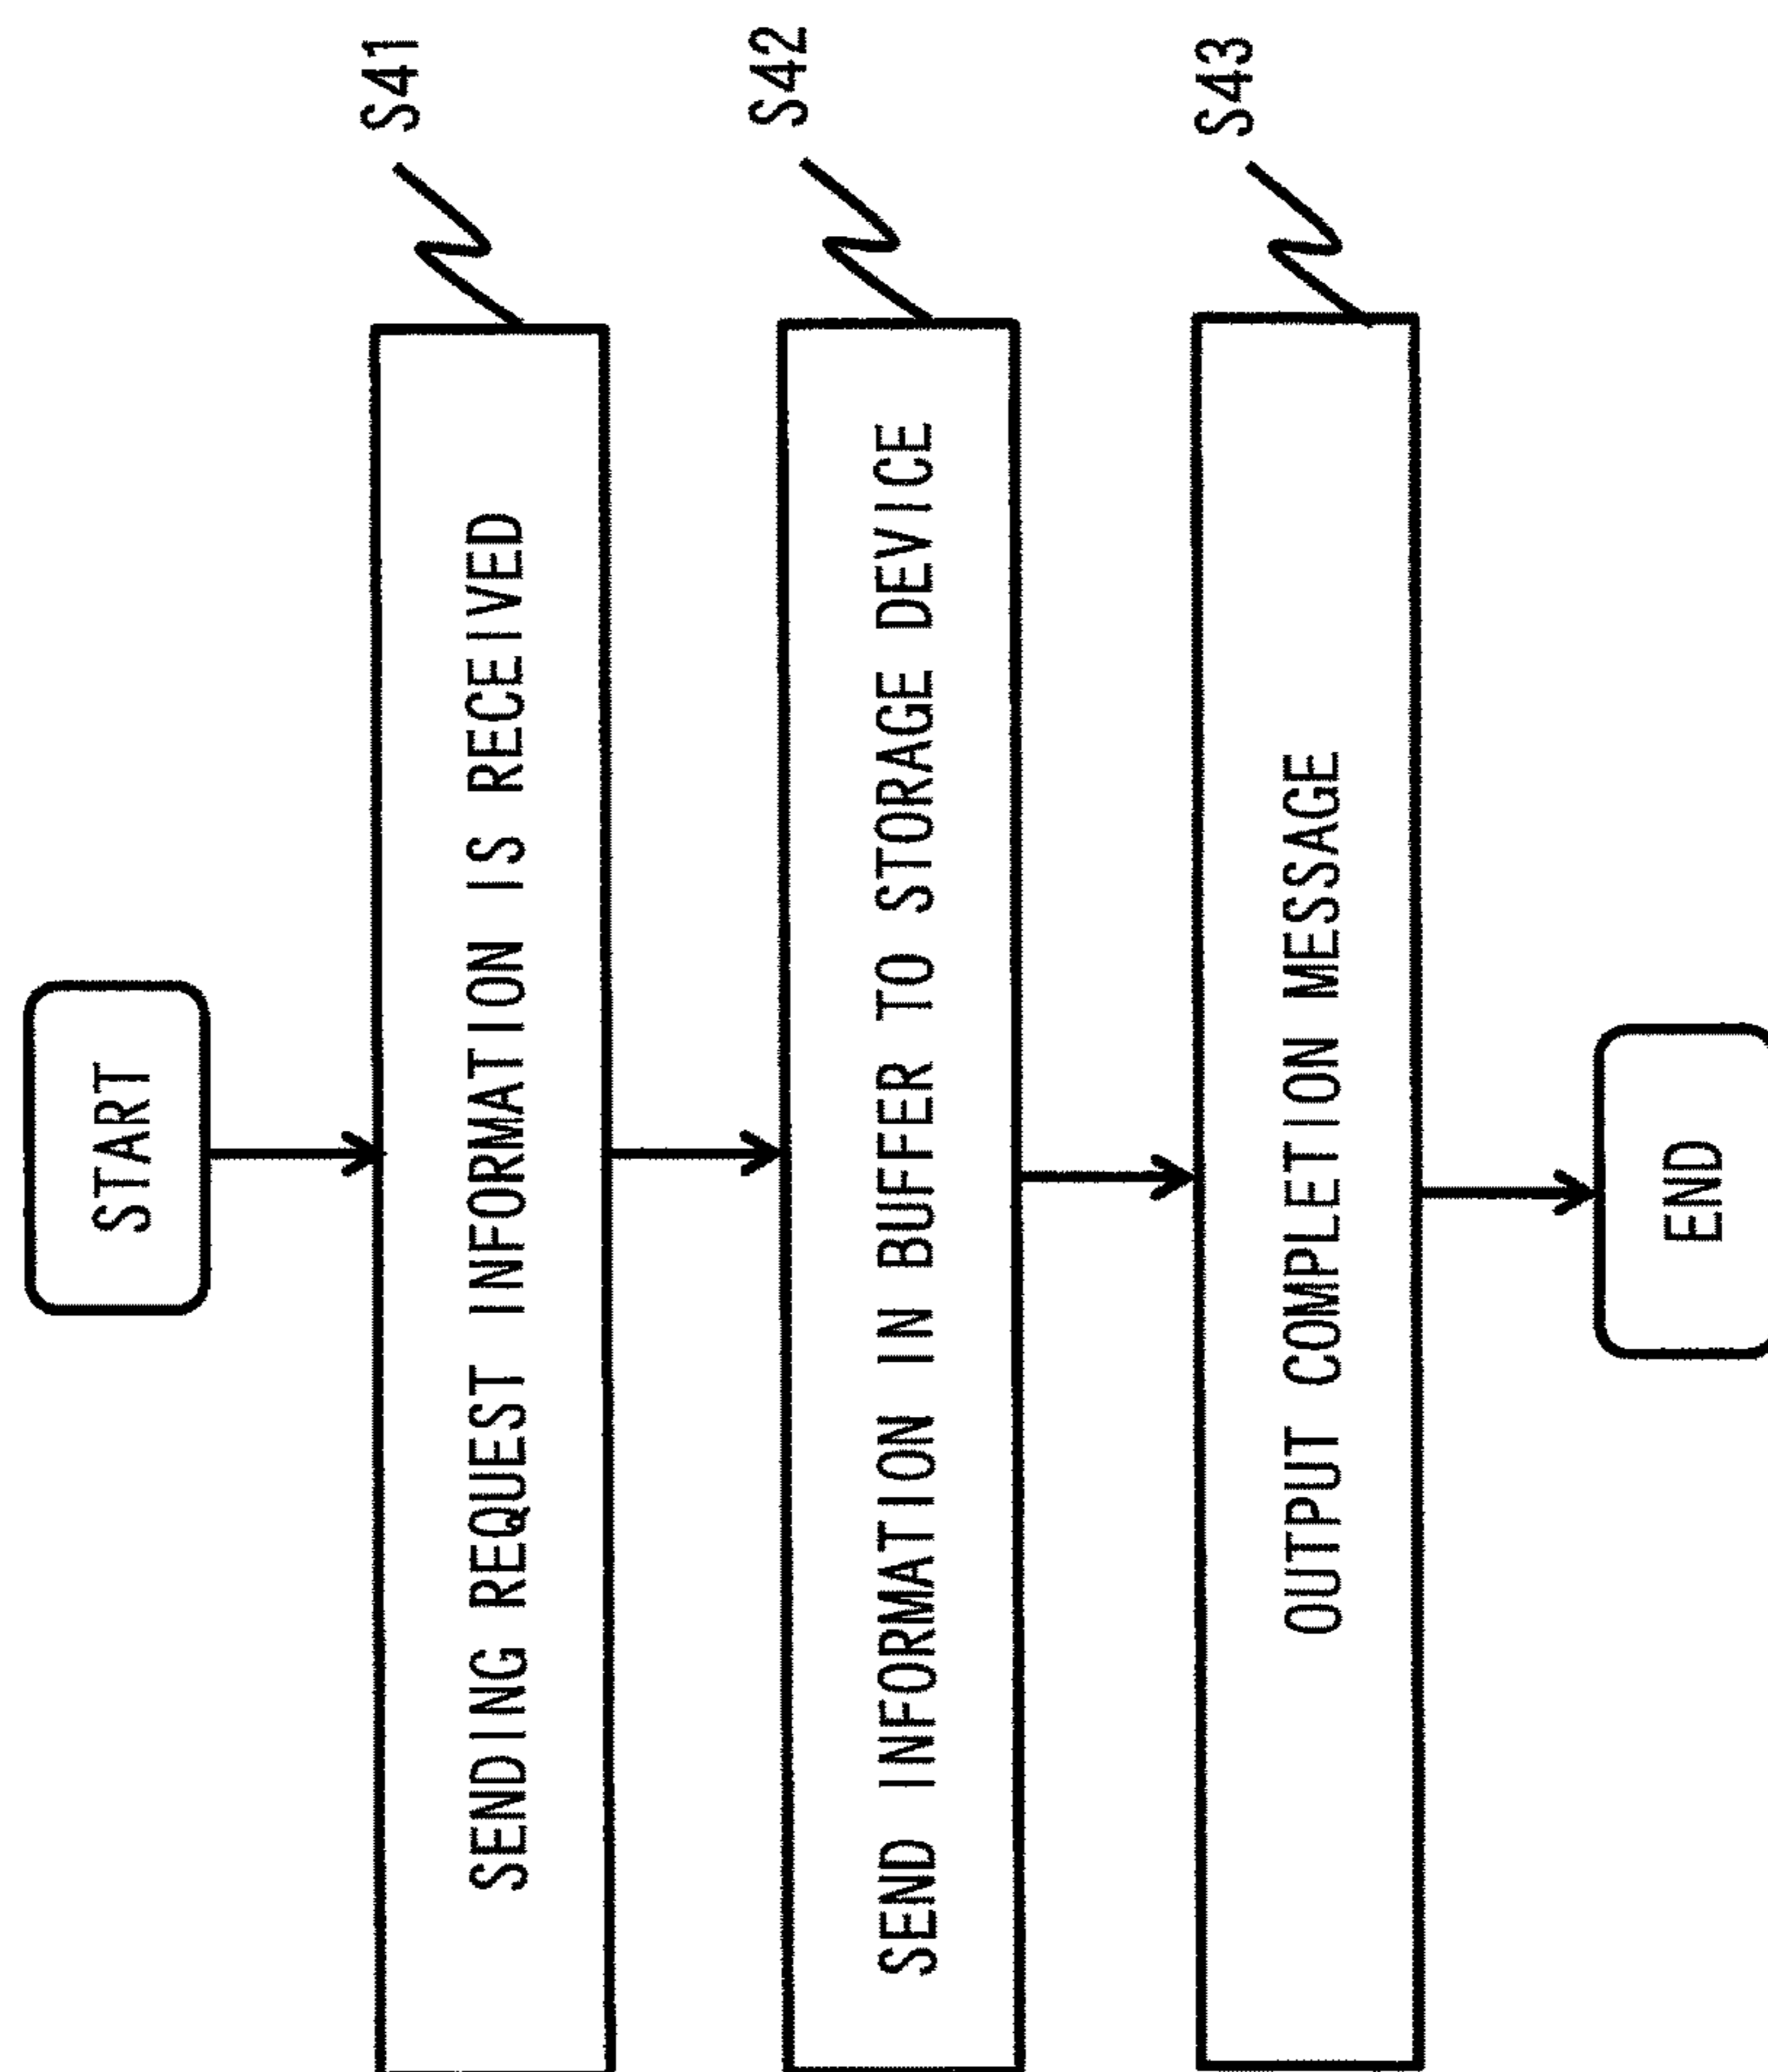 START
S41
SENDING REQUEST INFORMATION IS RECEIVED
S42
SEND INFORMATION IN BUFFER TO STORAGE DEVICE
S43
OUTPUT COMPLETION MESSAGE
END